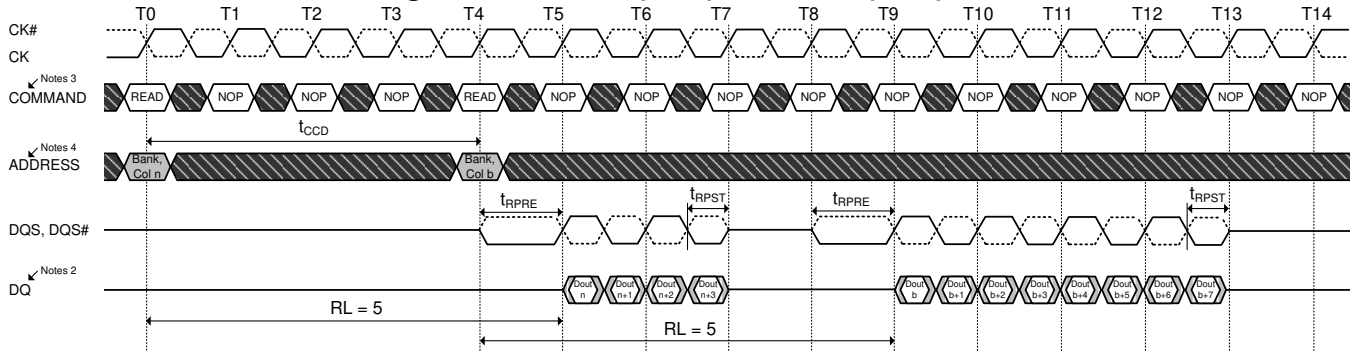 T0 T1 T2 T3 T4 T5 T6 T7 T8 T9 T10 T11 T12 T13 T14
CK#
CK
Notes 3
COMMAND READ NOP NOP NOP READ NOP NOP NOP NOP NOP NOP NOP NOP NOP NOP
tCCD
Notes 4
ADDRESS
Bank,
Col n
Bank,
Col b
tRPRE tRPST tRPRE tRPST
DQS, DQS#
Notes 2
DQ
Dout
n
Dout
n+1
Dout
n+2
Dout
n+3
Dout
b
Dout
b+1
Dout
b+2
Dout
b+3
Dout
b+4
Dout
b+5
Dout
b+6
Dout
b+7
RL = 5
RL = 5